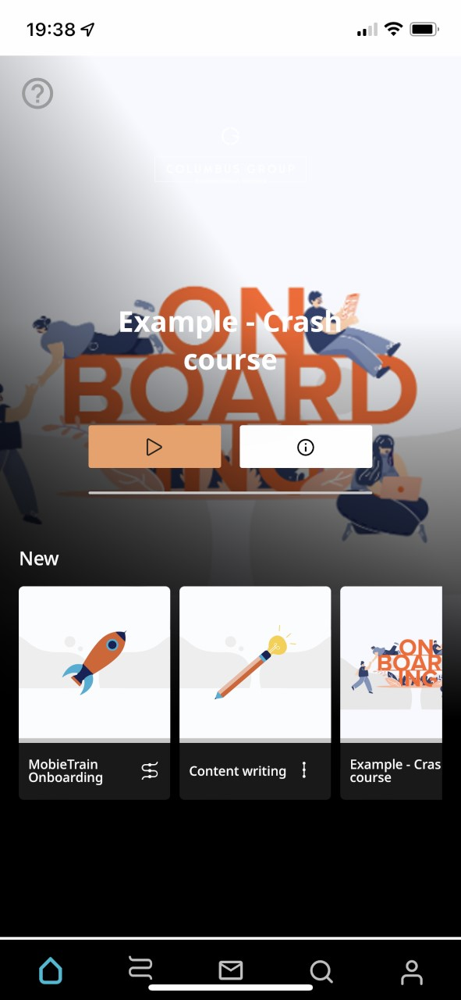 19:38
COLUMBUS GROUP
ON
BOARD
ING
Example - Crash
course
New
ON
BOAR
ING
MobieTrain
Onboarding
Content writing
Example - Cras
course